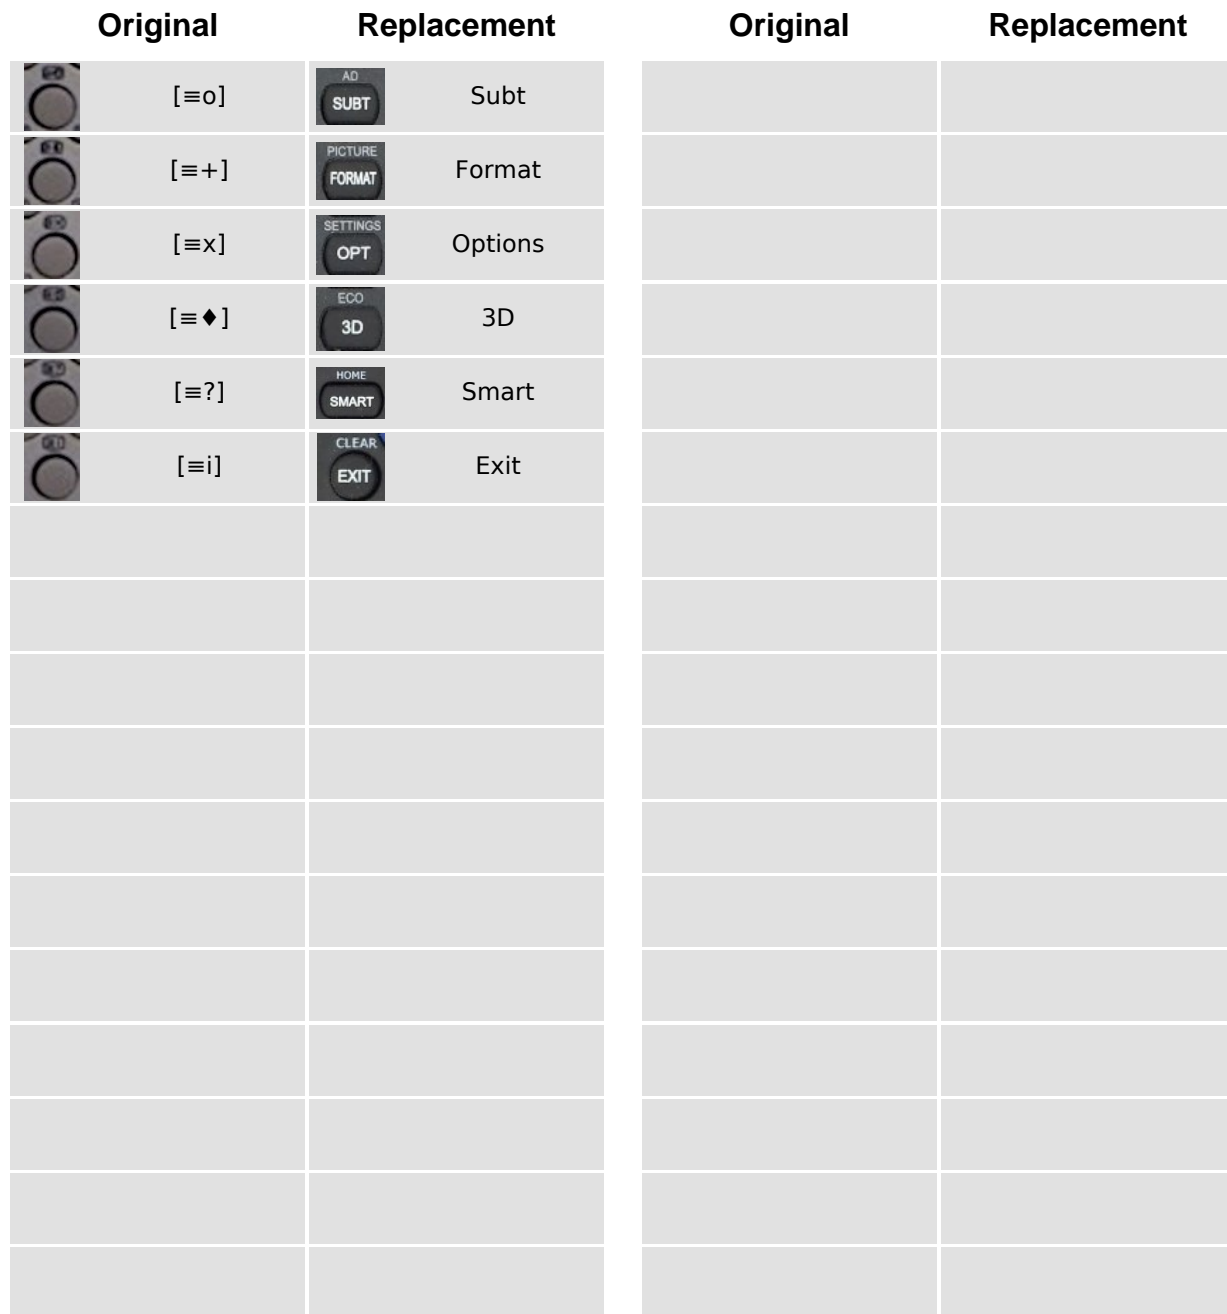 Original Replacement Original Replacement
[≡o] AD SUBT Subt
[≡+] PICTURE FORMAT Format
[≡x] SETTINGS OPT Options
[≡♦] ECO 3D 3D
[≡?] HOME SMART Smart
[≡i] CLEAR EXIT Exit